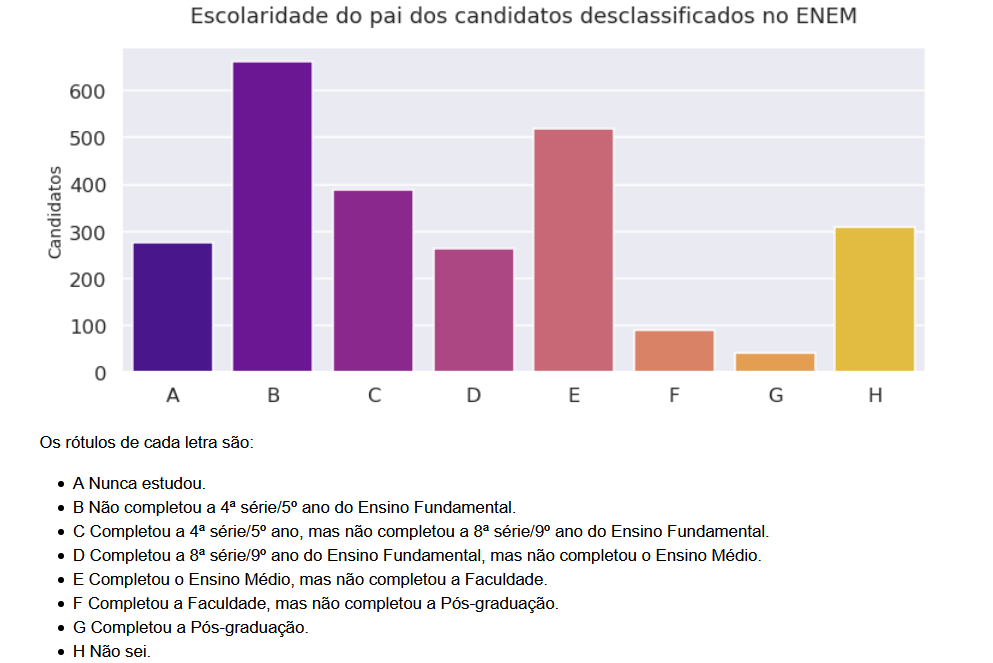 Escolaridade do pai dos candidatos desclassificados no ENEM
600
500
400
300
200
100
0
Candidatos
A B C D E F G H
Os rótulos de cada letra são:
• A Nunca estudou.
• B Não completou a 4ª série/5º ano do Ensino Fundamental.
• C Completou a 4ª série/5º ano, mas não completou a 8ª série/9º ano do Ensino Fundamental.
• D Completou a 8ª série/9º ano do Ensino Fundamental, mas não completou o Ensino Médio.
• E Completou o Ensino Médio, mas não completou a Faculdade.
• F Completou a Faculdade, mas não completou a Pós-graduação.
• G Completou a Pós-graduação.
• H Não sei.